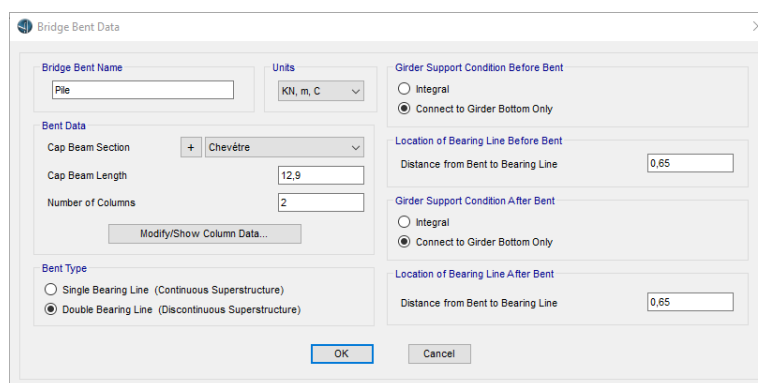 Bridge Bent Data
Bridge Bent Name
Pile
Units
KN, m, C
Bent Data
Cap Beam Section + Chevétre
Cap Beam Length 12,9
Number of Columns 2
Modify/Show Column Data...
Bent Type
Single Bearing Line (Continuous Superstructure)
Double Bearing Line (Discontinuous Superstructure)
Girder Support Condition Before Bent
Integral
Connect to Girder Bottom Only
Location of Bearing Line Before Bent
Distance from Bent to Bearing Line 0,65
Girder Support Condition After Bent
Integral
Connect to Girder Bottom Only
Location of Bearing Line After Bent
Distance from Bent to Bearing Line 0,65
OK Cancel